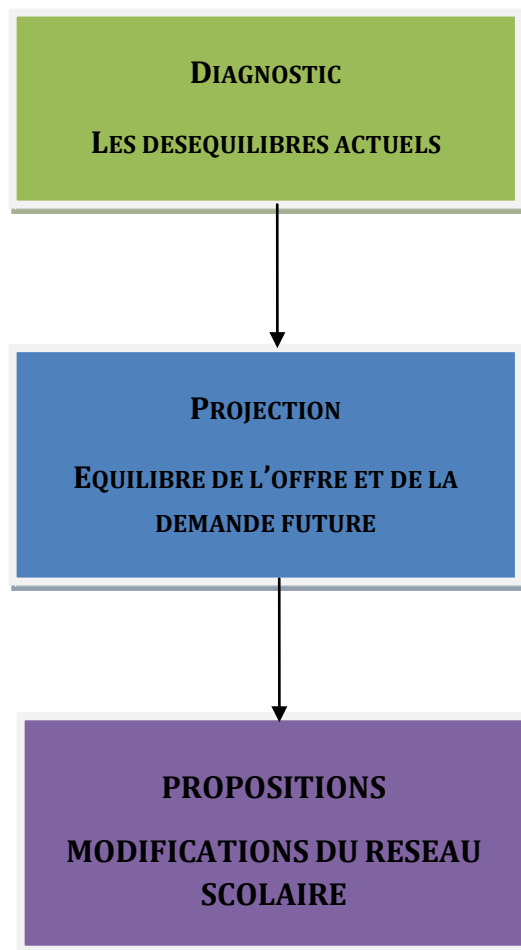 DIAGNOSTIC
LES DESEQUILIBRES ACTUELS
PROJECTION
EQUILIBRE DE L'OFFRE ET DE LA
DEMANDE FUTURE
PROPOSITIONS
MODIFICATIONS DU RESEAU
SCOLAIRE